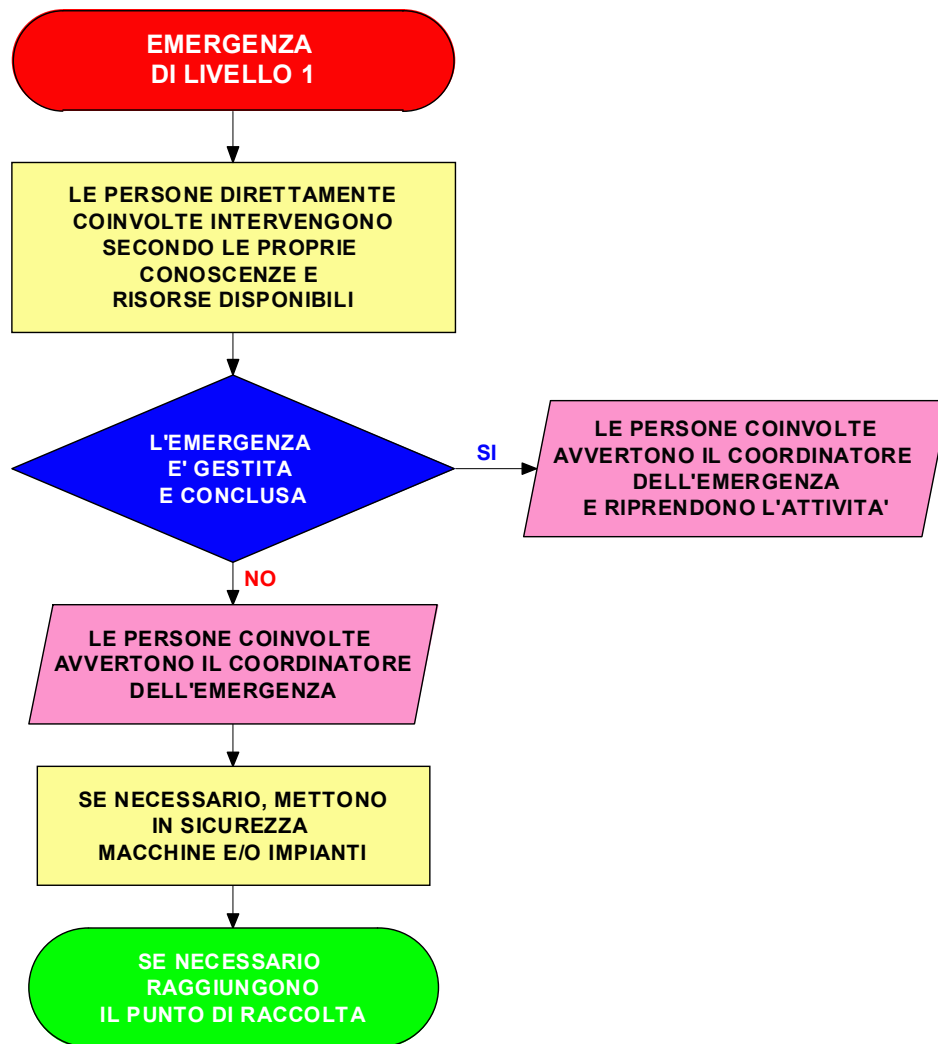 EMERGENZA
DI LIVELLO 1
LE PERSONE DIRETTAMENTE
COINVOLTE INTERVENGONO
SECONDO LE PROPRIE
CONOSCENZE E
RISORSE DISPONIBILI
L'EMERGENZA
E' GESTITA
E CONCLUSA
SI
LE PERSONE COINVOLTE
AVVERTONO IL COORDINATORE
DELL'EMERGENZA
E RIPRENDONO L'ATTIVITA'
NO
LE PERSONE COINVOLTE
AVVERTONO IL COORDINATORE
DELL'EMERGENZA
SE NECESSARIO, METTONO
IN SICUREZZA
MACCHINE E/O IMPIANTI
SE NECESSARIO
RAGGIUNGONO
IL PUNTO DI RACCOLTA